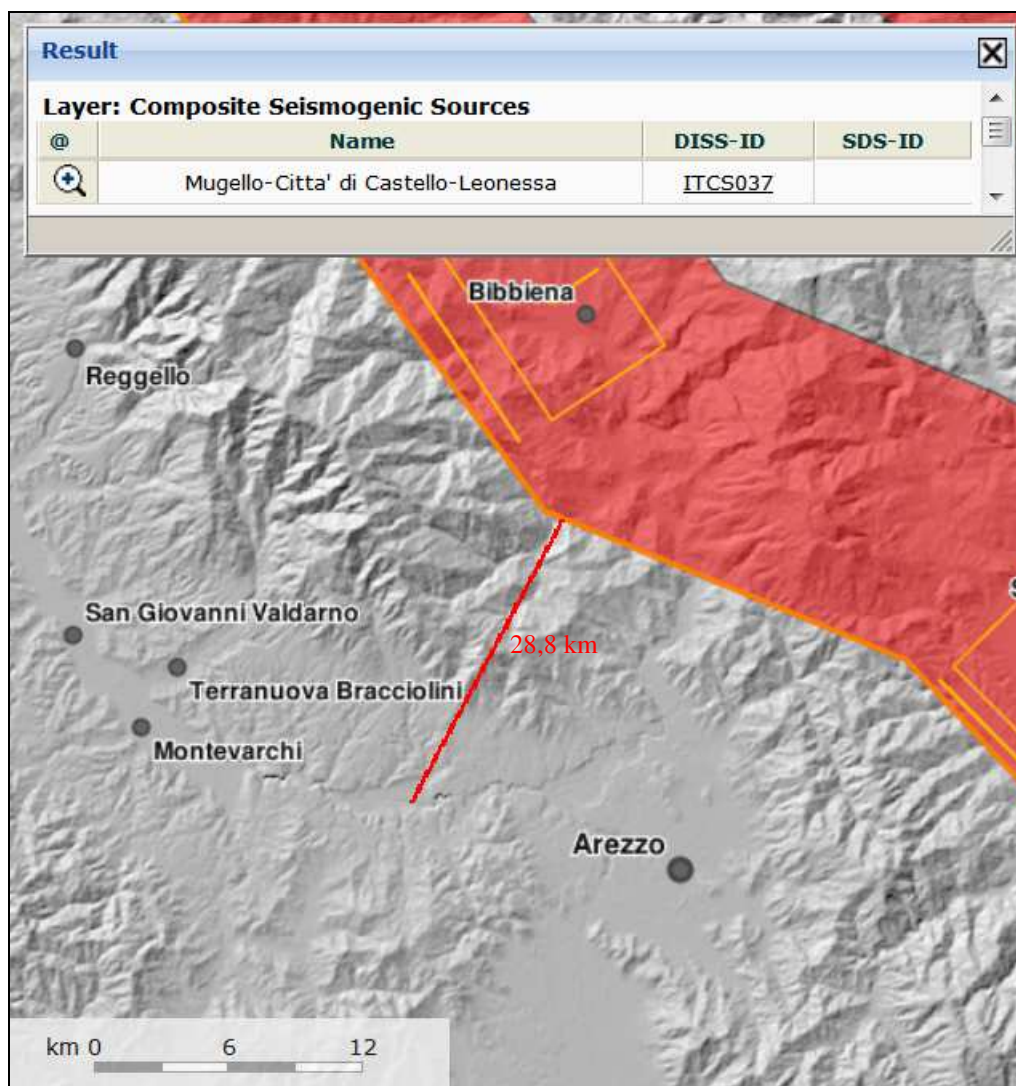 Result
Layer: Composite Seismogenic Sources
@ Name DISS-ID SDS-ID
Mugello-Citta' di Castello-Leonessa ITCS037
Bibbiena
Reggello
S
San Giovanni Valdarno
28,8 km
Terranuova Bracciolini
Montevarchi
Arezzo
km 0 6 12